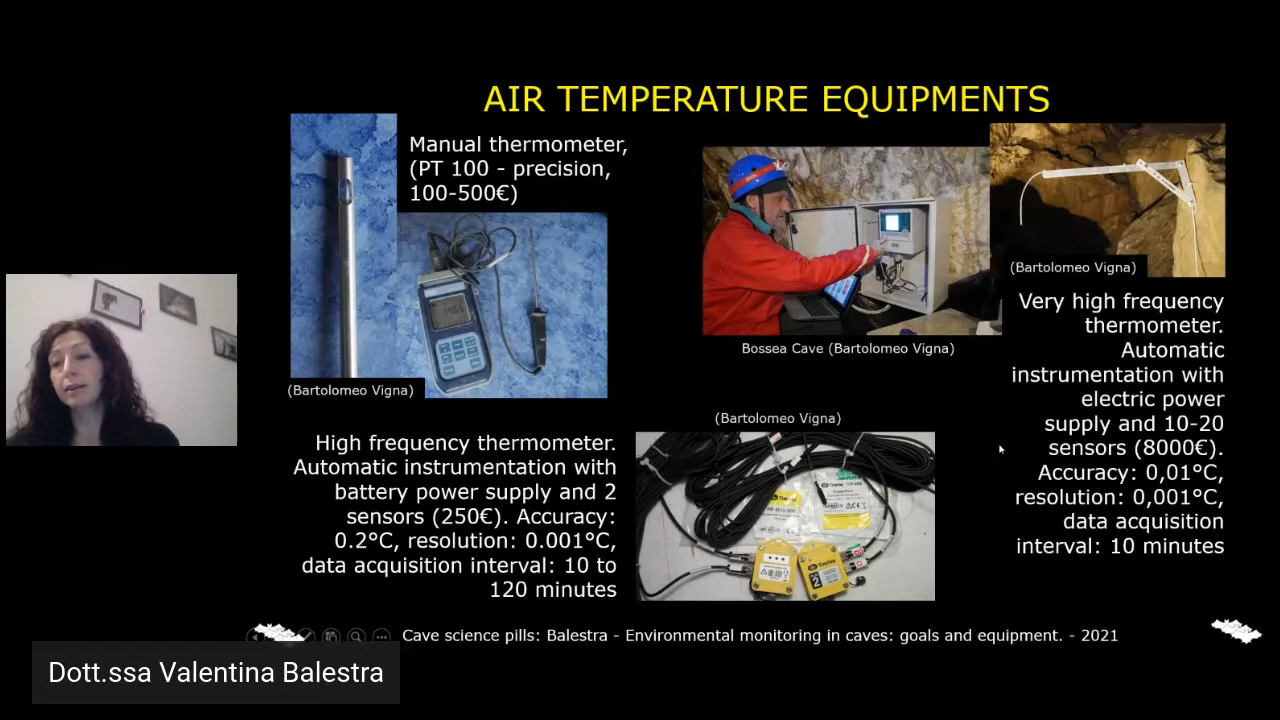 AIR TEMPERATURE EQUIPMENTS
Manual thermometer,
(PT 100 - precision,
100-500€)
(Bartolomeo Vigna)
Bossea Cave (Bartolomeo Vigna)
(Bartolomeo Vigna)
Very high frequency
thermometer.
Automatic
instrumentation with
electric power
supply and 10-20
sensors (8000€).
Accuracy: 0,01°C,
resolution: 0,001°C,
data acquisition
interval: 10 minutes
High frequency thermometer.
Automatic instrumentation with
battery power supply and 2
sensors (250€). Accuracy:
0.2°C, resolution: 0.001°C,
data acquisition interval: 10 to
120 minutes
(Bartolomeo Vigna)
Tinytag
2
Cave science pills: Balestra - Environmental monitoring in caves: goals and equipment. - 2021
Dott.ssa Valentina Balestra